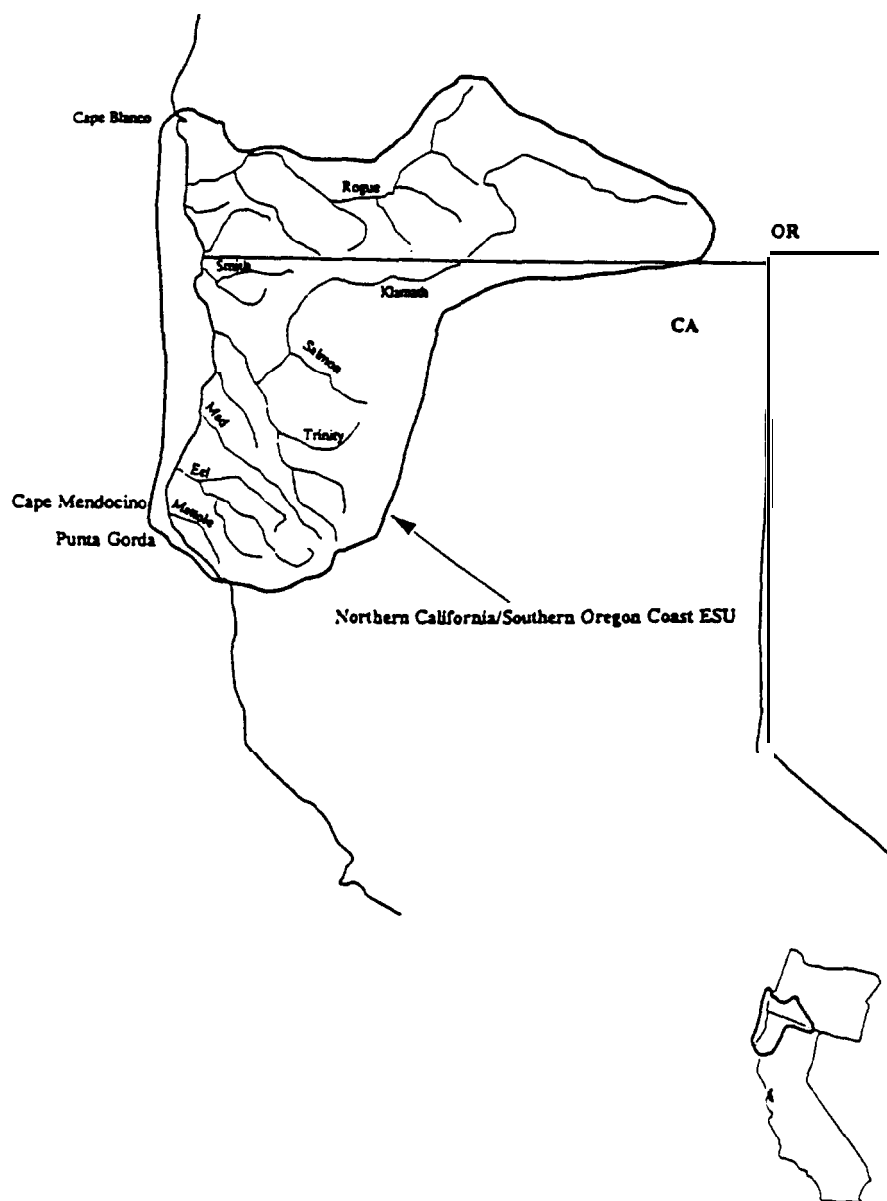 Cape Blanco
Rogue
OR
Smith
Klamath
CA
Salmon
Mad
Trinity
Eel
Cape Mendocino
Mattole
Punta Gorda
Northern California/Southern Oregon Coast ESU